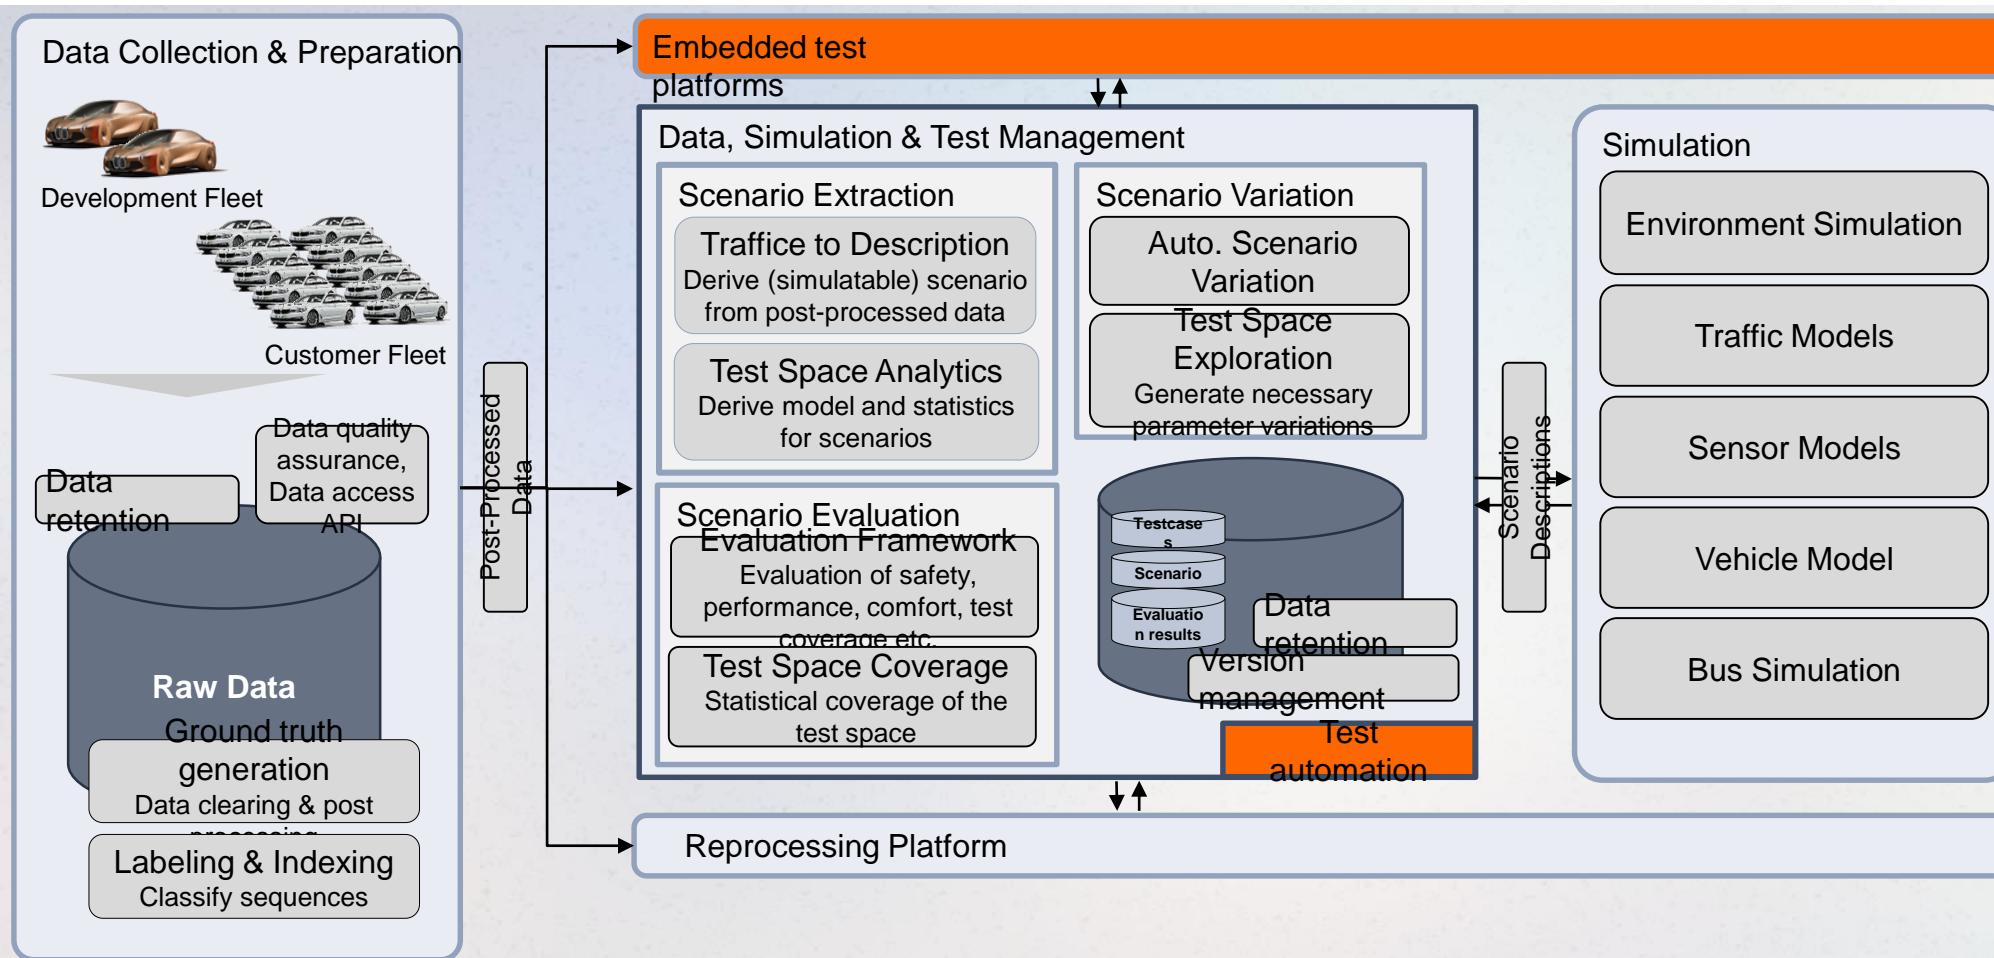 Data Collection & Preparation
Development Fleet
Customer Fleet
Data quality
assurance,
Data access
API
Data
retention
Raw Data
Ground truth
generation
Data clearing & post
processing
Labeling & Indexing
Classify sequences
Post-Processed
Data
Embedded test
platforms
Data, Simulation & Test Management
Scenario Extraction
Traffice to Description
Derive (simulatable) scenario
from post-processed data
Test Space Analytics
Derive model and statistics
for scenarios
Scenario Variation
Auto. Scenario
Variation
Test Space
Exploration
Generate necessary
parameter variations
Scenario Evaluation
Evaluation Framework
Evaluation of safety,
performance, comfort, test
coverage etc.
Test Space Coverage
Statistical coverage of the
test space
Testcase
s
Scenario
Evaluatio
n results
Data
retention
Version
management
Test
automation
Scenario
Descriptions
Simulation
Environment Simulation
Traffic Models
Sensor Models
Vehicle Model
Bus Simulation
Reprocessing Platform